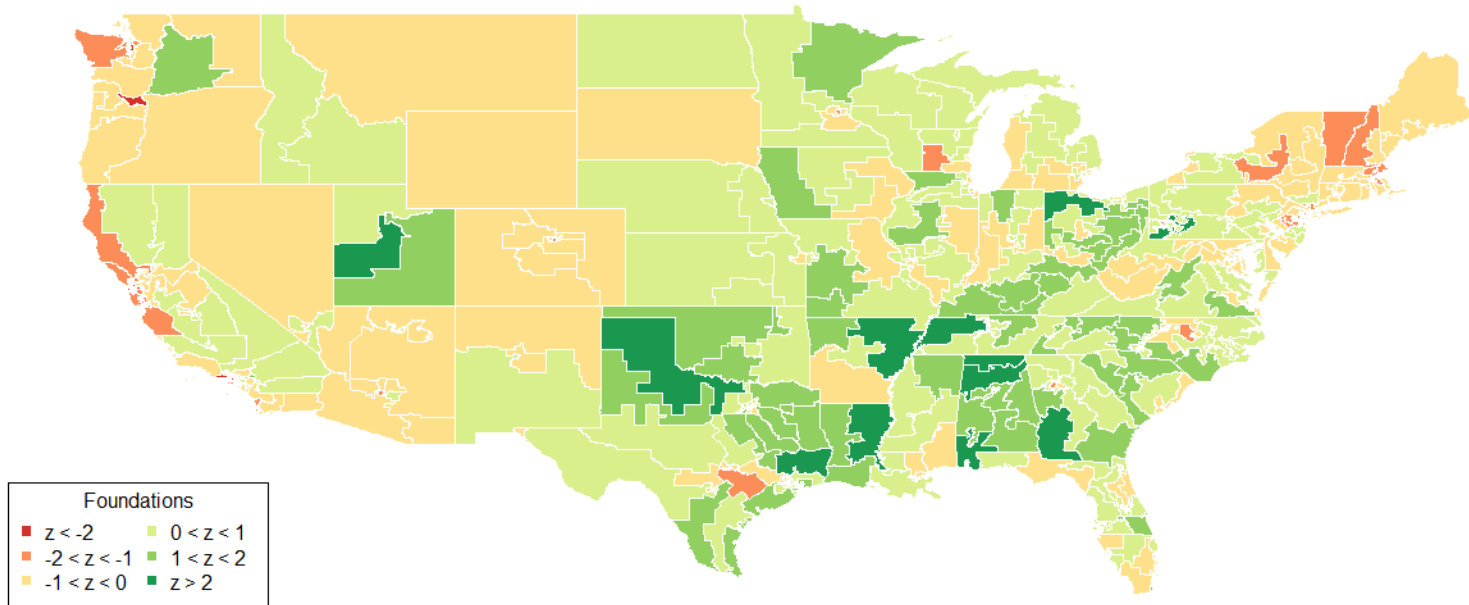 Foundations
z < -2
0 < z < 1
-2 < z < -1
1 < z < 2
-1 < z < 0
z > 2